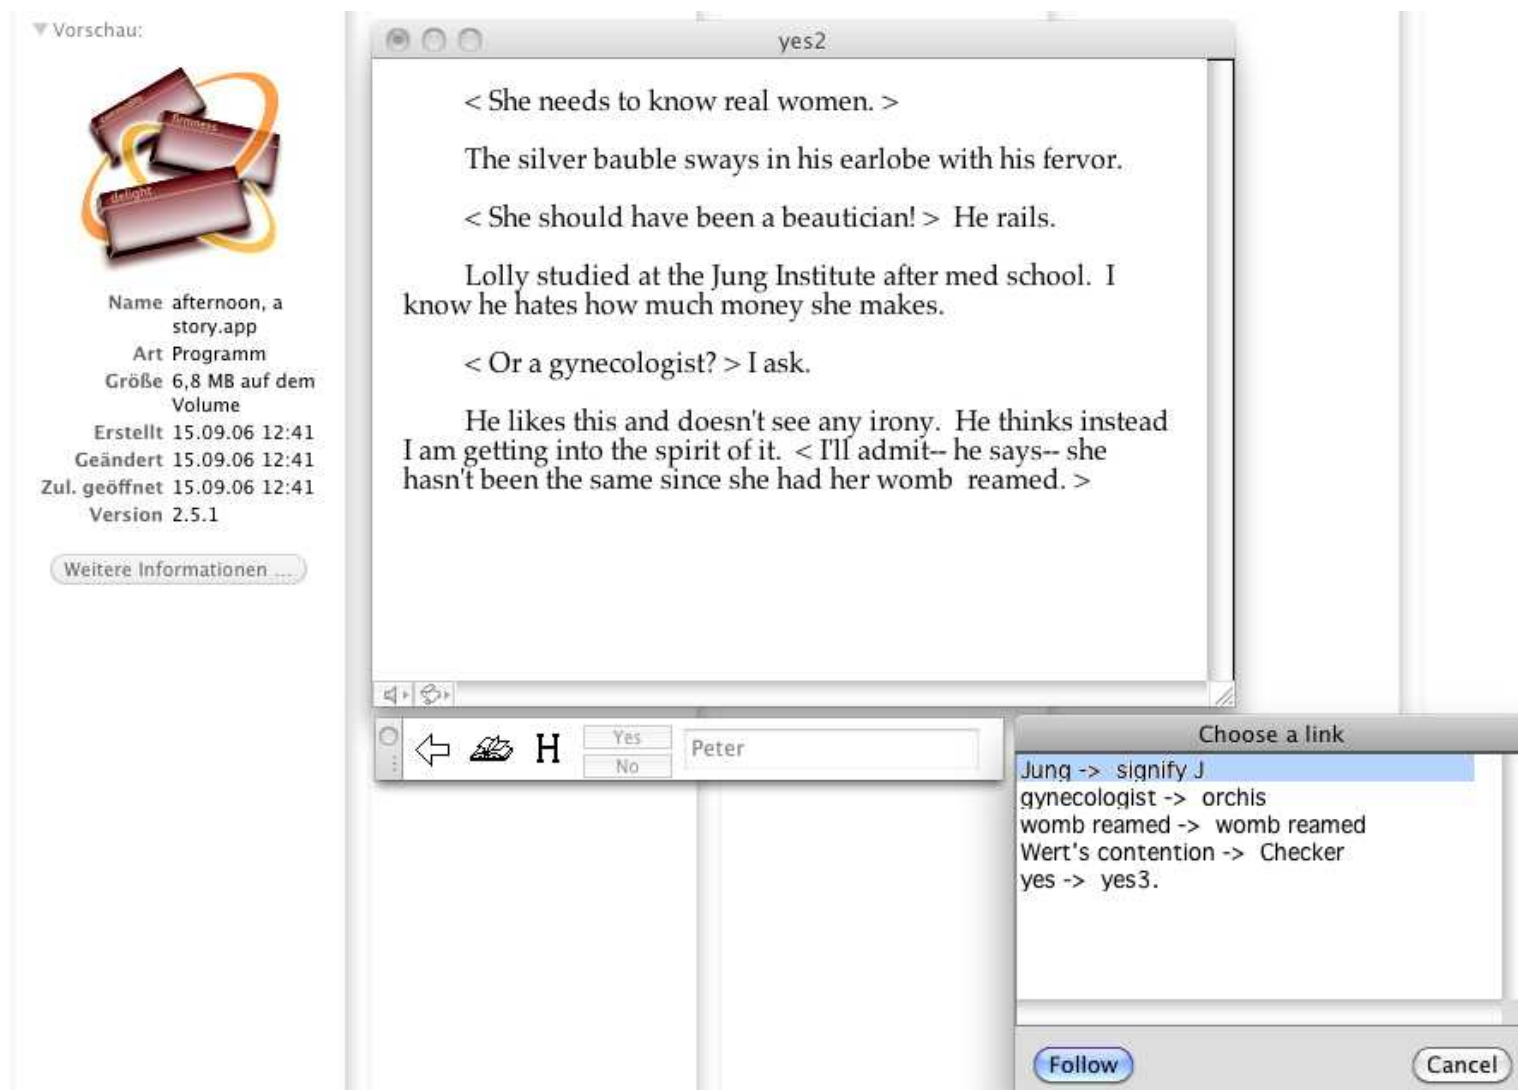 Vorschau:
firmness
delight
Name afternoon, a
story.app
Art Programm
Größe 6,8 MB auf dem
Volume
Erstellt 15.09.06 12:41
Geändert 15.09.06 12:41
Zul. geöffnet 15.09.06 12:41
Version 2.5.1
Weitere Informationen ...
yes2
< She needs to know real women. >
The silver bauble sways in his earlobe with his fervor.
< She should have been a beautician! >  He rails.
Lolly studied at the Jung Institute after med school.  I
know he hates how much money she makes.
< Or a gynecologist? > I ask.
He likes this and doesn't see any irony.  He thinks instead
I am getting into the spirit of it.  < I'll admit-- he says-- she
hasn't been the same since she had her womb  reamed. >
H
Yes
No
Peter
Choose a link
Jung ->  signify J
gynecologist ->  orchis
womb reamed ->  womb reamed
Wert's contention ->  Checker
yes ->  yes3.
Follow
Cancel